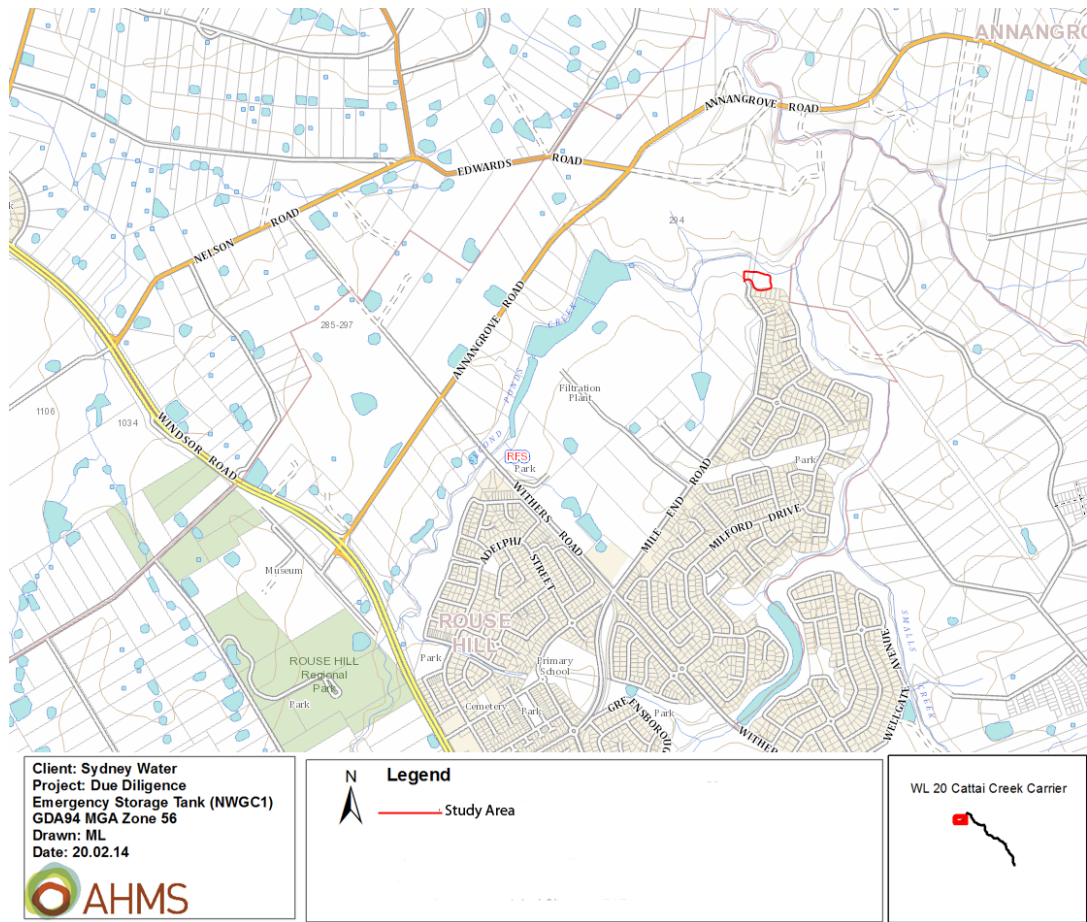 ANNANGRO
ANNANGROVE ROAD
EDWARDS ROAD
NELSON ROAD
294
285-297
ANNANGROVE ROAD
SECOND PONDS CREEK
Filtration
Plant
1106
1034
WINDSOR ROAD
RFS
Park
WITHERS ROAD
MILE END ROAD
Park
MILFORD DRIVE
ADELPHI STREET
Museum
ROUSE
HILL
SMALLS CREEK
ROUSE HILL
Regional
Park
Park
Park
Primary
School
Cemetery
Park
GREENSBOROUG
Park
WELLGATE AVENUE
WITHER
Client: Sydney Water
Project: Due Diligence
Emergency Storage Tank (NWGC1)
GDA94 MGA Zone 56
Drawn: ML
Date: 20.02.14
AHMS
N
Legend
Study Area
WL 20 Cattai Creek Carrier